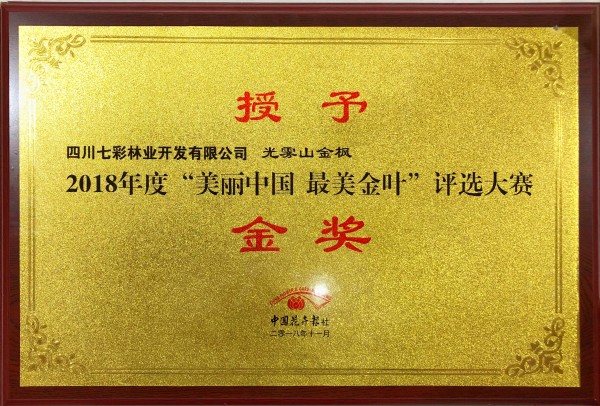 授予
四川七彩林业开发有限公司 光雾山金枫
2018年度“美丽中国 最美金叶”评选大赛
金奖
中国花卉报社
二零一八年十一月